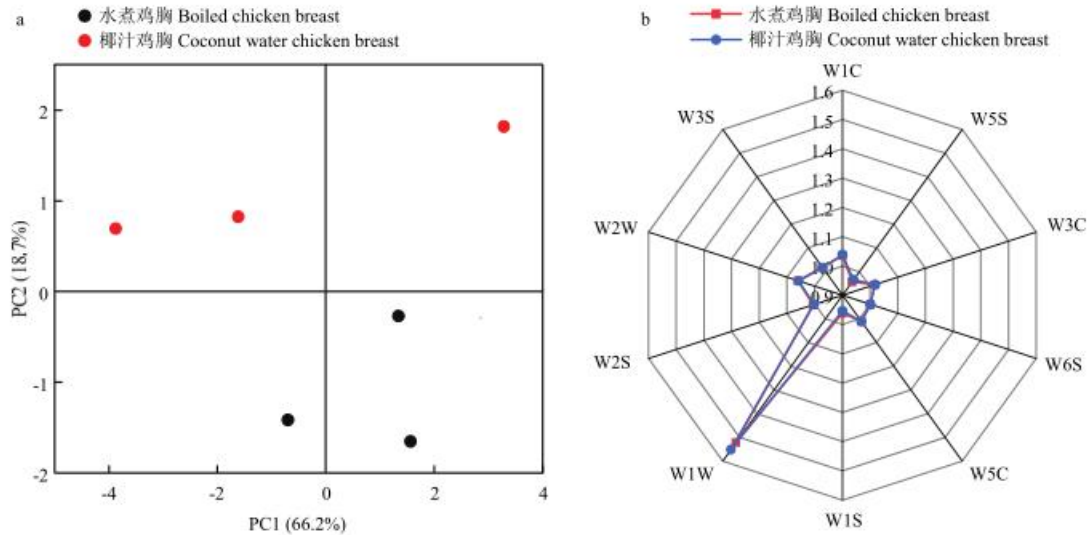 a
水煮鸡胸 Boiled chicken breast
椰汁鸡胸 Coconut water chicken breast
2
1
0
-1
-2
PC2 (18,7%)
-4
-2
0
2
4
PC1 (66.2%)
b
水煮鸡胸 Boiled chicken breast
椰汁鸡胸 Coconut water chicken breast
W1C
W5S
W3C
W6S
W5C
W1S
W1W
W2S
W2W
W3S
1.6
1.5
1.4
1.3
1.2
1.1
0.9